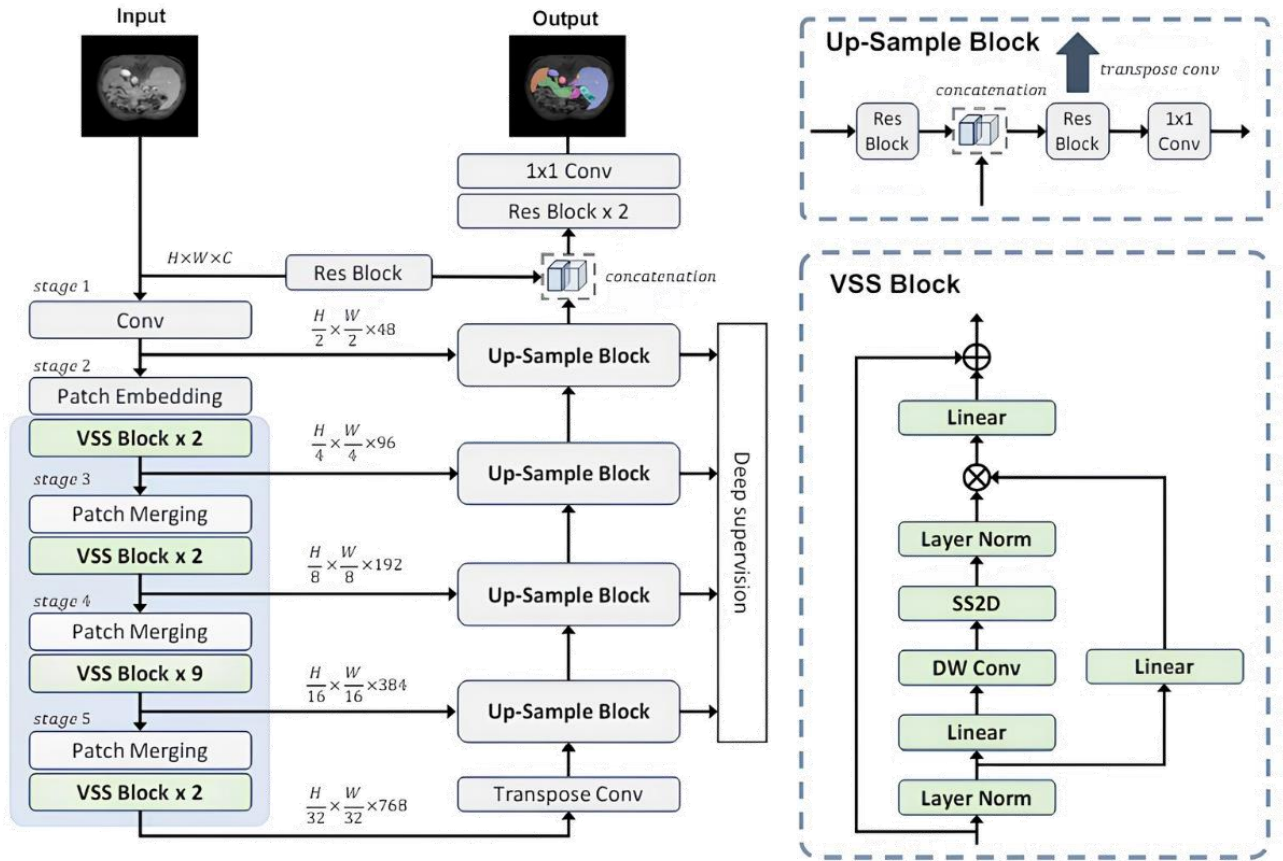 Input
Output
1x1 Conv
Res Block x 2
H×W×C
Res Block
concatenation
stage 1
Conv
H/2 × W/2 ×48
Up-Sample Block
stage 2
Patch Embedding
VSS Block x 2
H/4 × W/4 ×96
Up-Sample Block
stage 3
Patch Merging
VSS Block x 2
H/8 × W/8 ×192
Up-Sample Block
stage 4
Patch Merging
VSS Block x 9
H/16 × W/16 ×384
Up-Sample Block
stage 5
Patch Merging
VSS Block x 2
H/32 × W/32 ×768
Transpose Conv
Deep supervision
Up-Sample Block
transpose conv
concatenation
Res
Block
Res
Block
1x1
Conv
VSS Block
Linear
Layer Norm
SS2D
DW Conv
Linear
Linear
Layer Norm